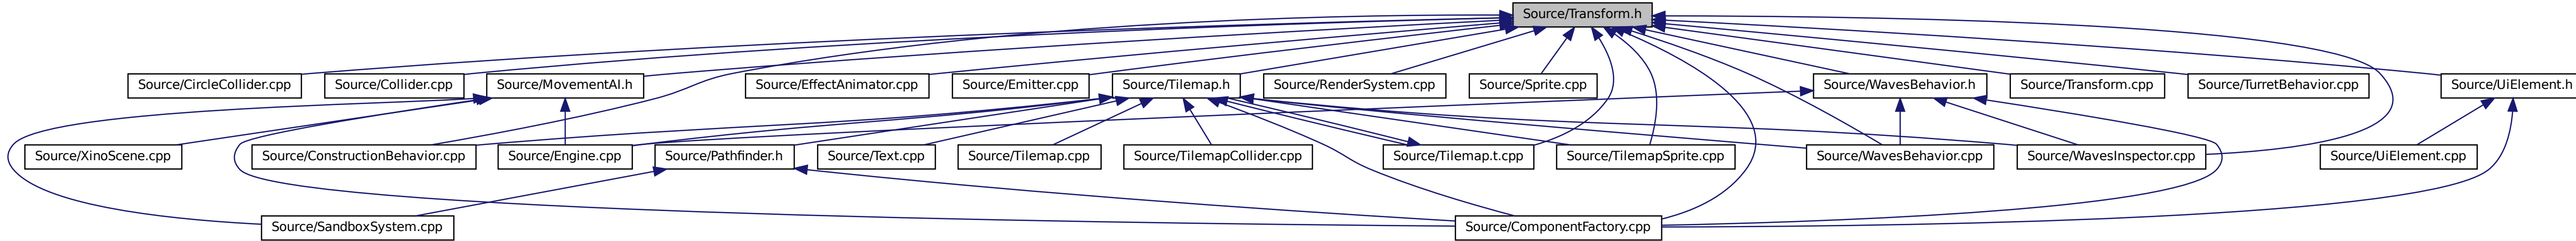 Source/Transform.h
Source/CircleCollider.cpp
Source/Collider.cpp
Source/MovementAI.h
Source/EffectAnimator.cpp
Source/Emitter.cpp
Source/Tilemap.h
Source/RenderSystem.cpp
Source/Sprite.cpp
Source/WavesBehavior.h
Source/Transform.cpp
Source/TurretBehavior.cpp
Source/UiElement.h
Source/XinoScene.cpp
Source/ConstructionBehavior.cpp
Source/Engine.cpp
Source/Pathfinder.h
Source/Text.cpp
Source/Tilemap.cpp
Source/TilemapCollider.cpp
Source/Tilemap.t.cpp
Source/TilemapSprite.cpp
Source/WavesBehavior.cpp
Source/WavesInspector.cpp
Source/UiElement.cpp
Source/SandboxSystem.cpp
Source/ComponentFactory.cpp